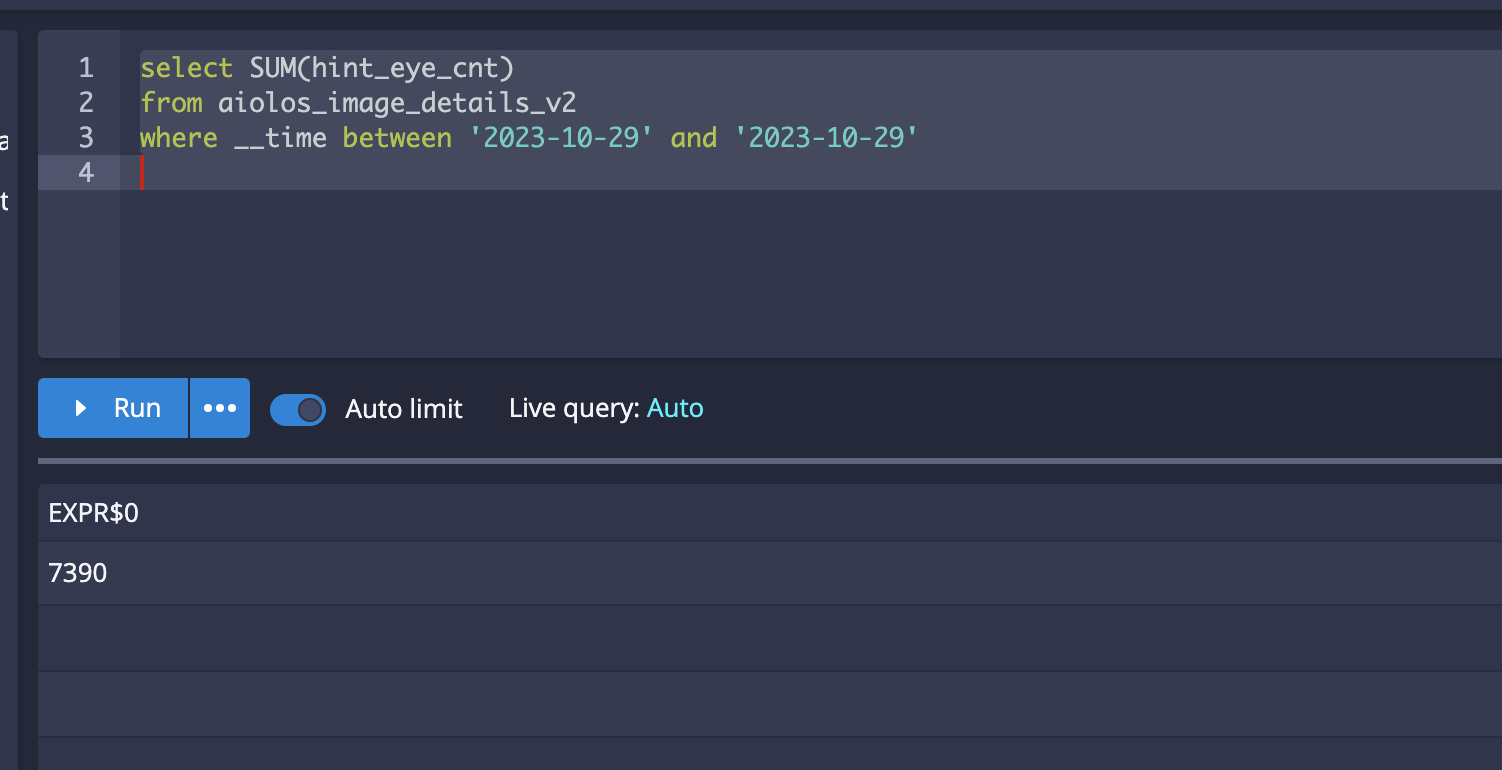 a
t
1 select SUM(hint_eye_cnt)
2 from aiolos_image_details_v2
3 where __time between '2023-10-29' and '2023-10-29'
4
Run ••• Auto limit Live query: Auto
EXPR$0
7390